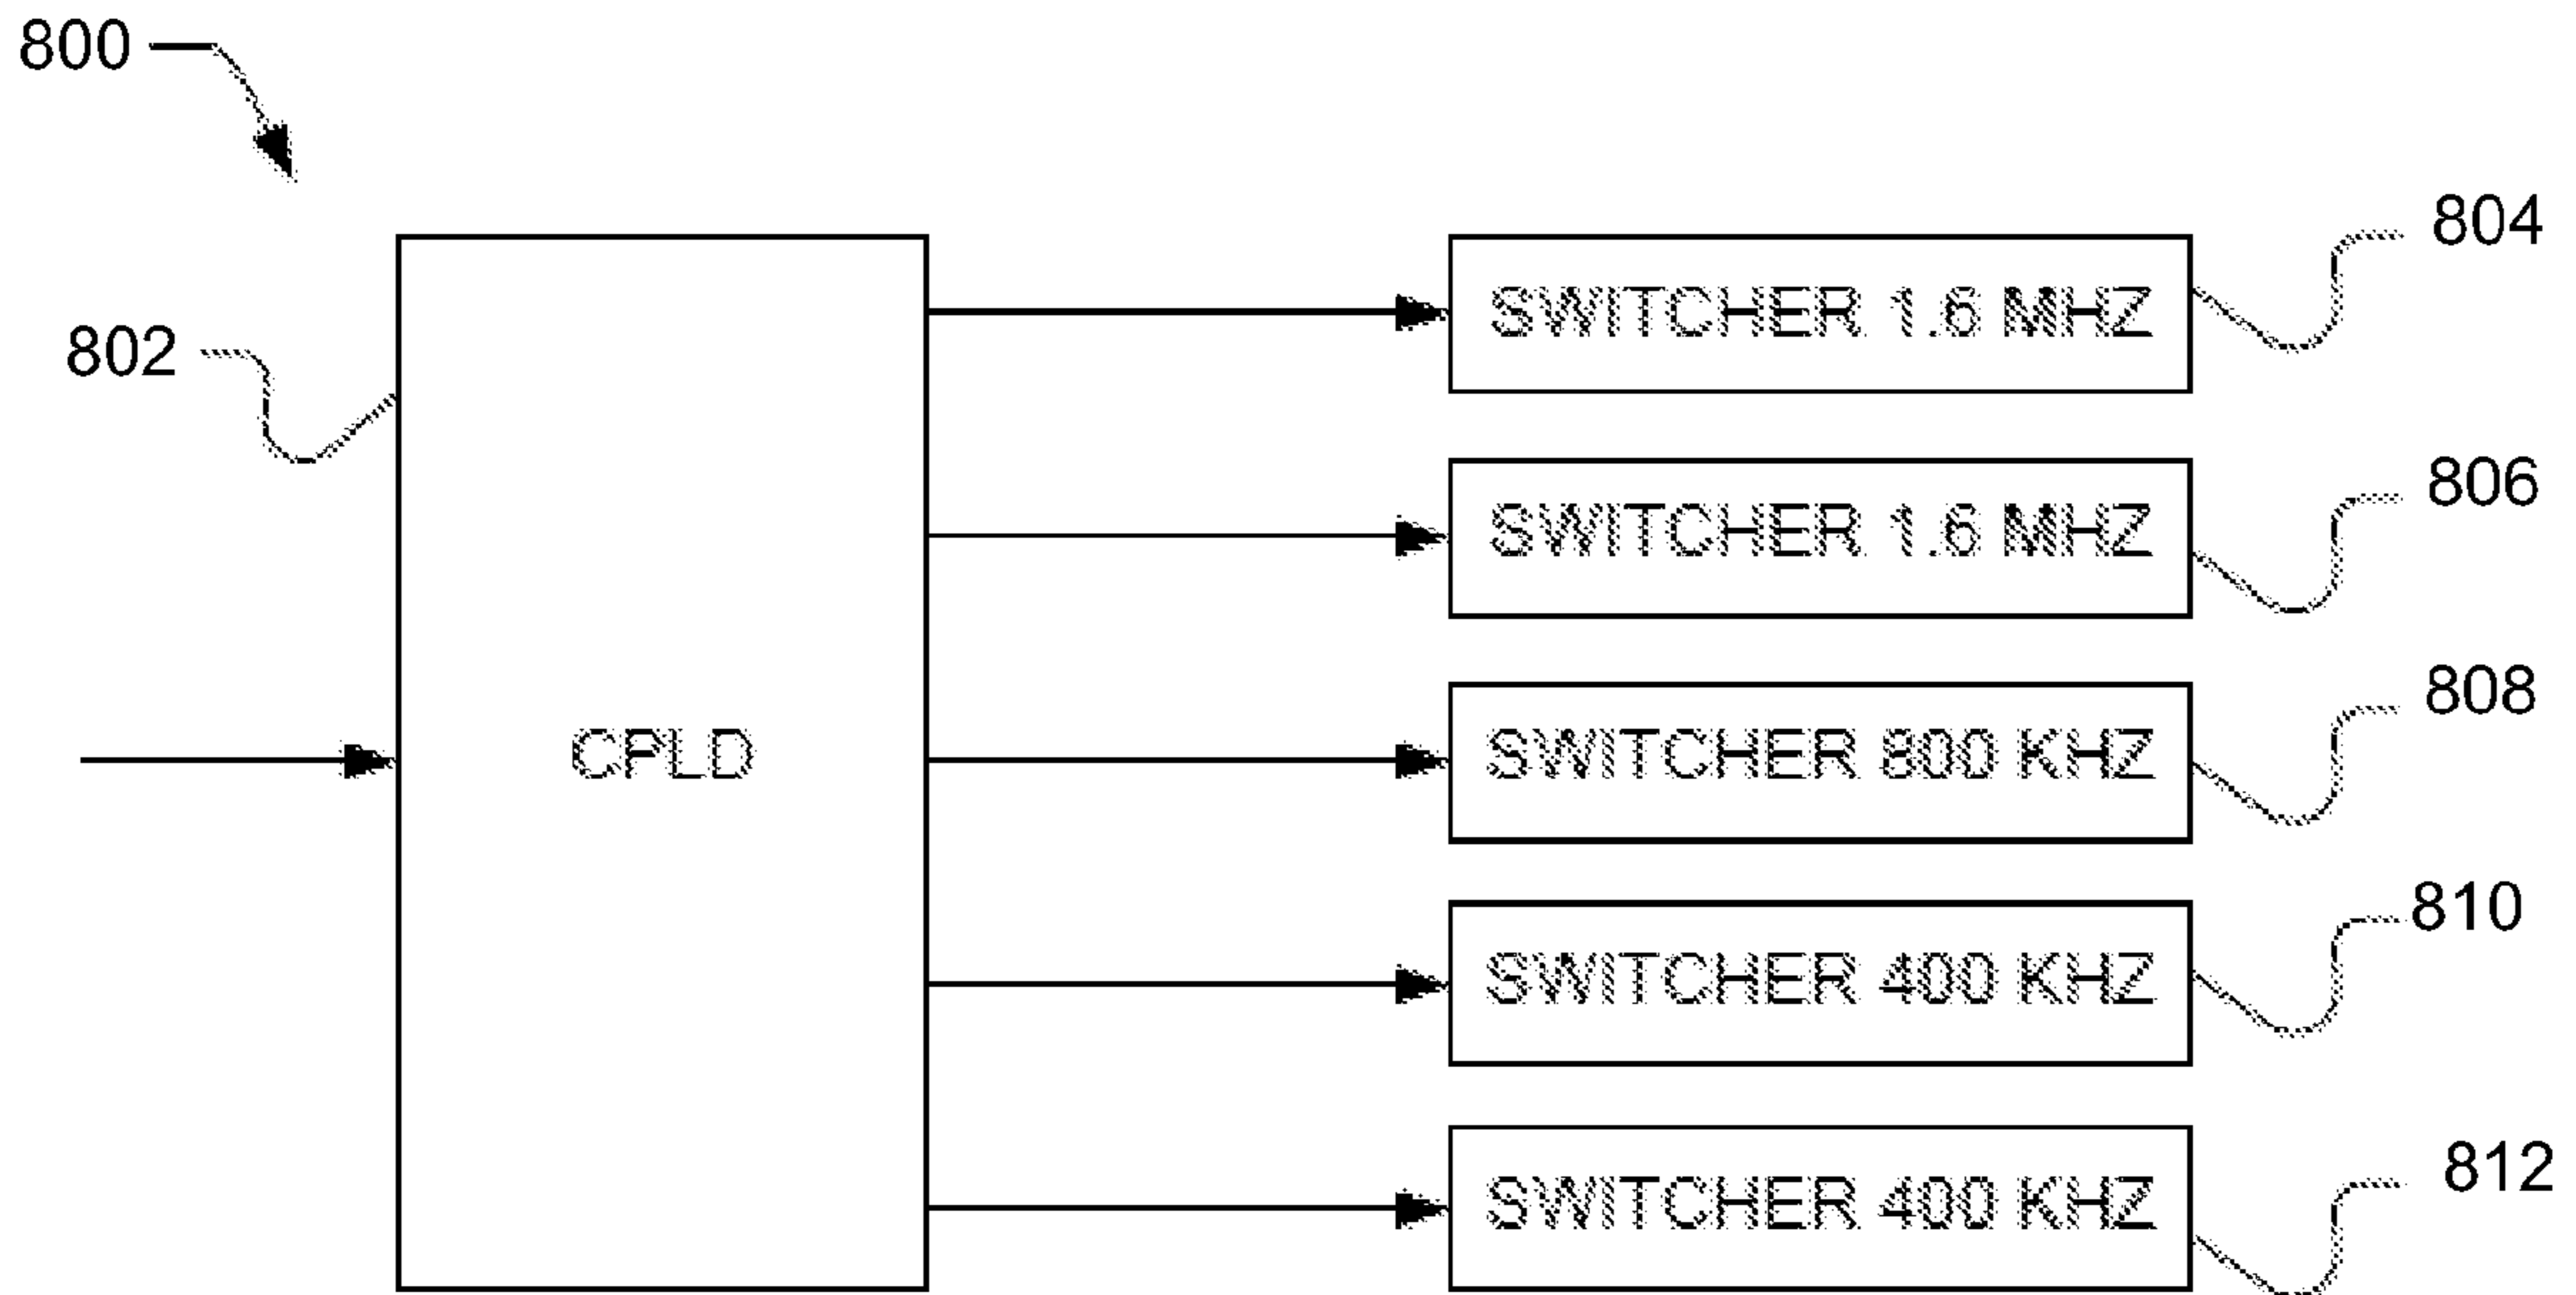 800
804
SWITCHER 1.6 MHZ
802
806
SWITCHER 1.6 MHZ
808
CPLD
SWITCHER 800 KHZ
810
SWITCHER 400 KHZ
812
SWITCHER 400 KHZ